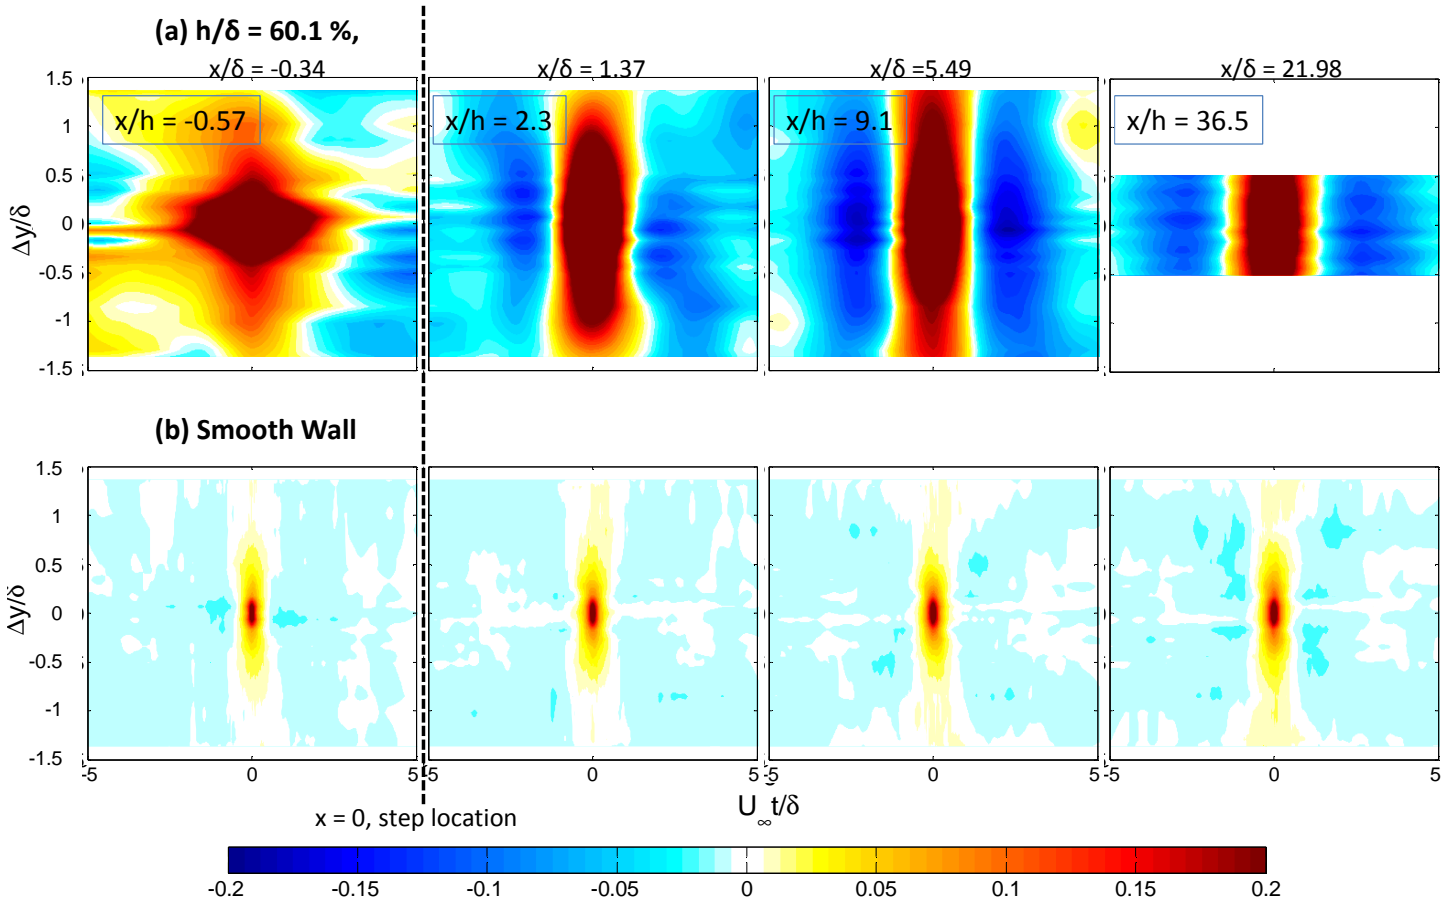 (a) h/δ = 60.1 %,
x/δ = -0.34 x/δ = 1.37 x/δ =5.49 x/δ = 21.98
x/h = -0.57 x/h = 2.3 x/h = 9.1 x/h = 36.5
1.5
1
0.5
0
-0.5
-1
-1.5
Δy/δ
(b) Smooth Wall
1.5
1
0.5
0
-0.5
-1
-1.5
Δy/δ
-5 0 5 0 5 0 5 0 5
x = 0, step location
U∞t/δ
-0.2 -0.15 -0.1 -0.05 0 0.05 0.1 0.15 0.2